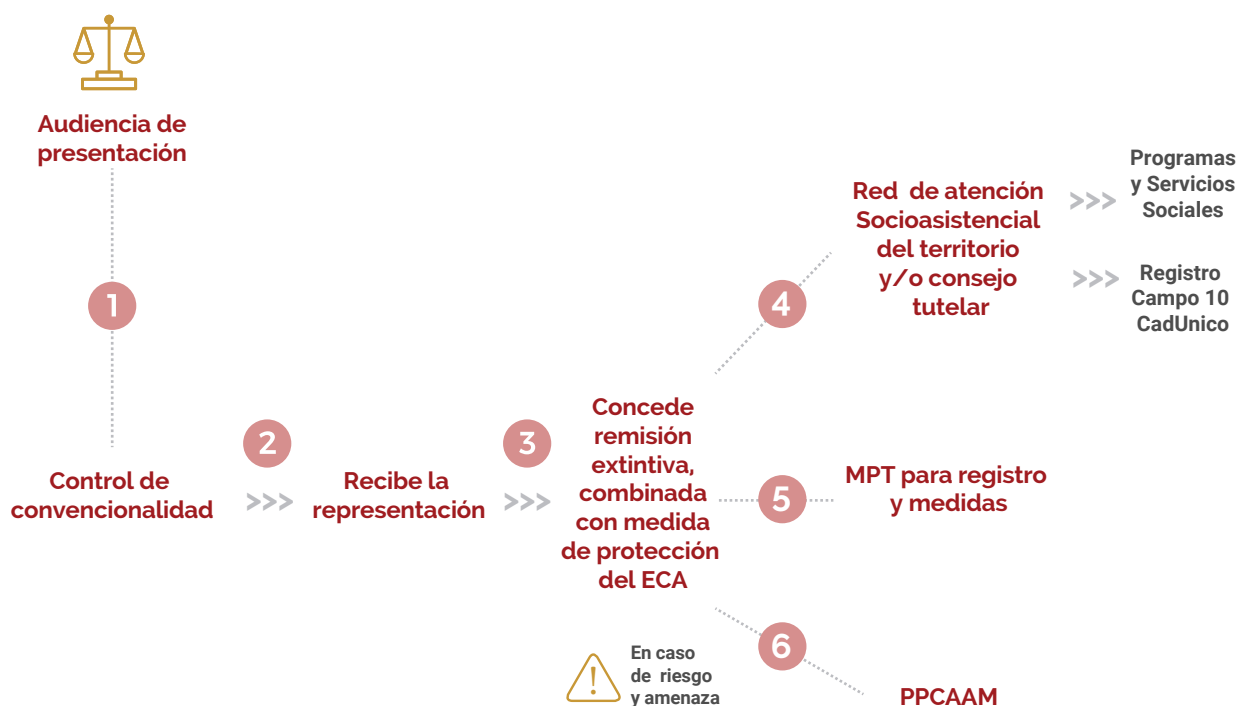 Audiencia de
presentación
1
Control de
convencionalidad
2
>>>
Recibe la
representación
3
>>>
Concede
remisión
extintiva,
combinada
con medida
de protección
del ECA
4
Red de atención
Socioasistencial
del territorio
y/o consejo
tutelar
>>>
Programas
y Servicios
Sociales
>>>
Registro
Campo 10
CadUnico
5
MPT para registro
y medidas
6
En caso
de riesgo
y amenaza
PPCAAM